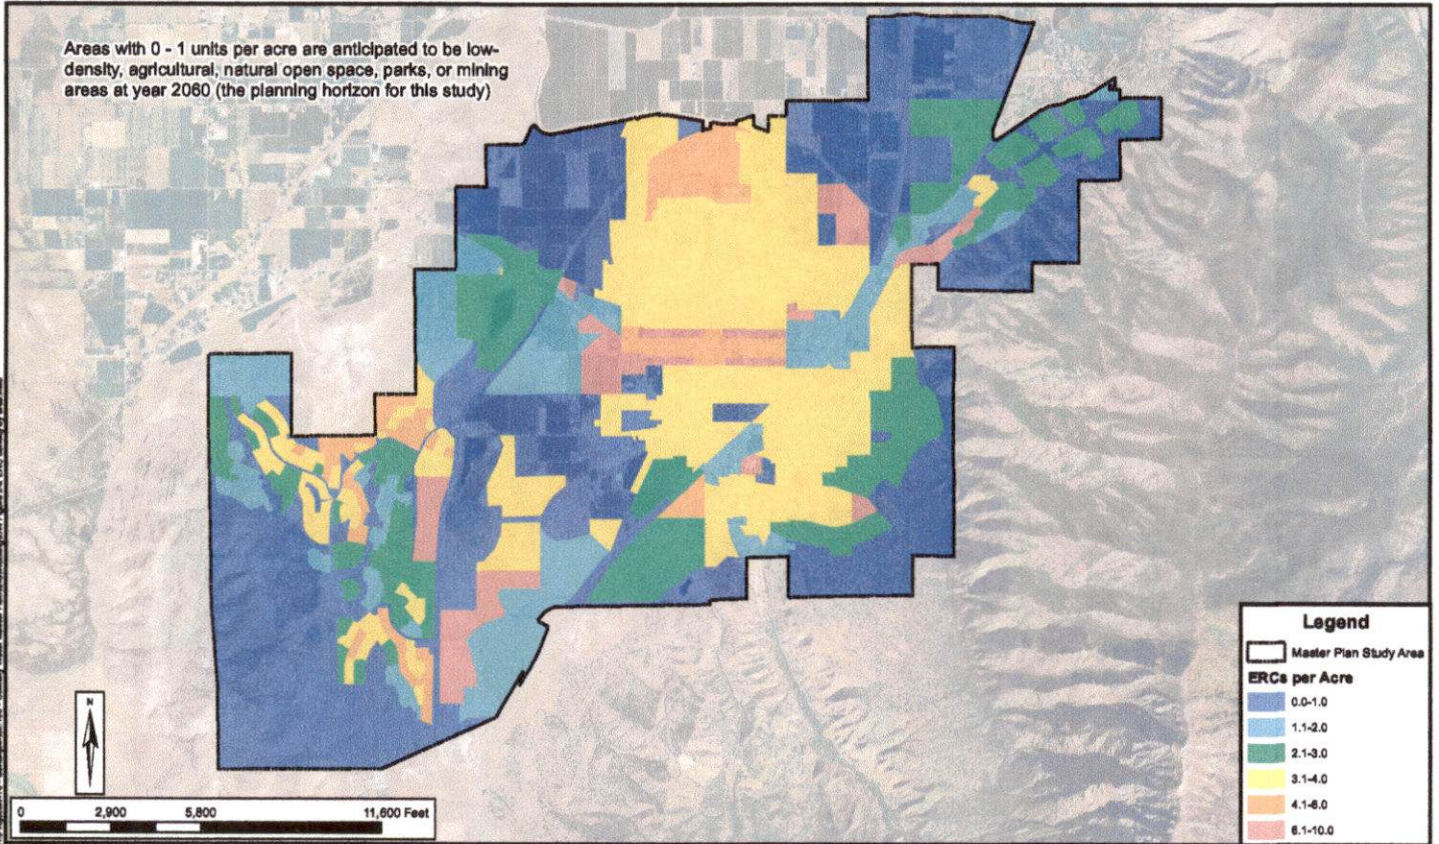 Areas with 0 - 1 units per acre are anticipated to be low-
density, agricultural, natural open space, parks, or mining
areas at year 2060 (the planning horizon for this study)
N
0 2,900 5,800 11,600 Feet
Legend
Master Plan Study Area
ERCs per Acre
0.0-1.0
1.1-2.0
2.1-3.0
3.1-4.0
4.1-6.0
6.1-10.0